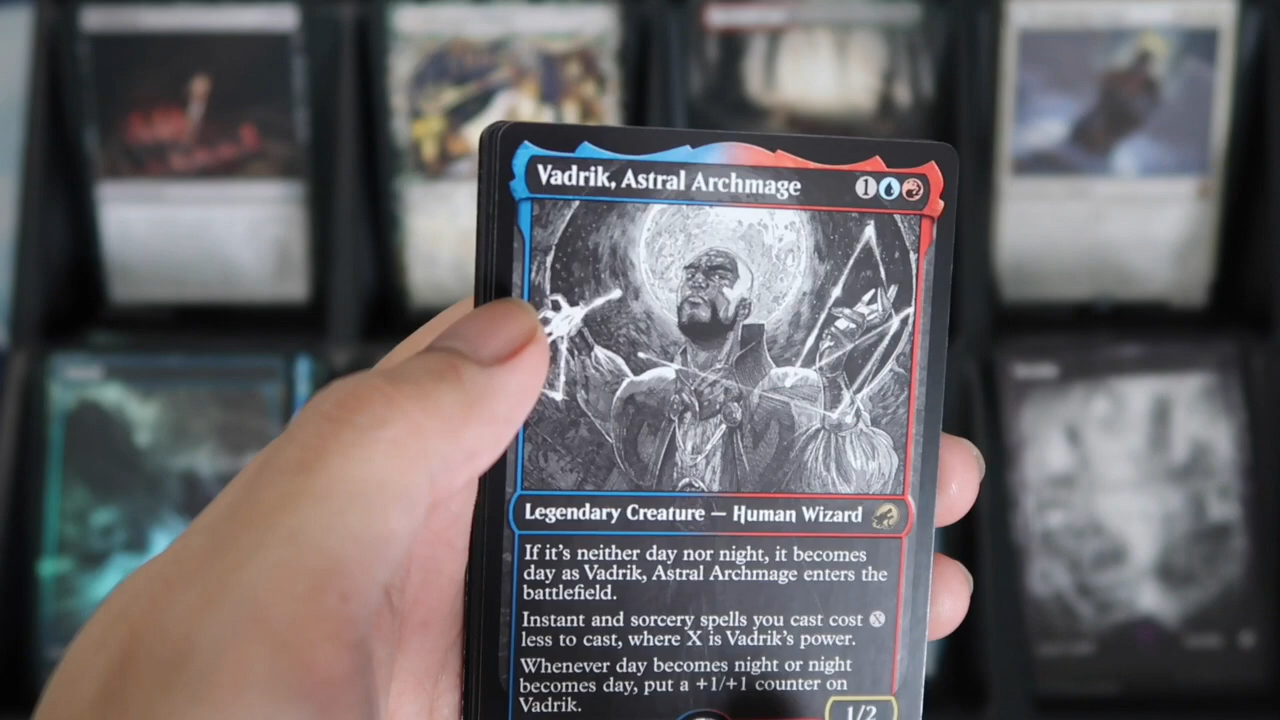 Vadrik, Astral Archmage 1
Legendary Creature — Human Wizard
If it's neither day nor night, it becomes
day as Vadrik, Astral Archmage enters the
battlefield.
Instant and sorcery spells you cast cost X
less to cast, where X is Vadrik's power.
Whenever day becomes night or night
becomes day, put a +1/+1 counter on
Vadrik.
1/2